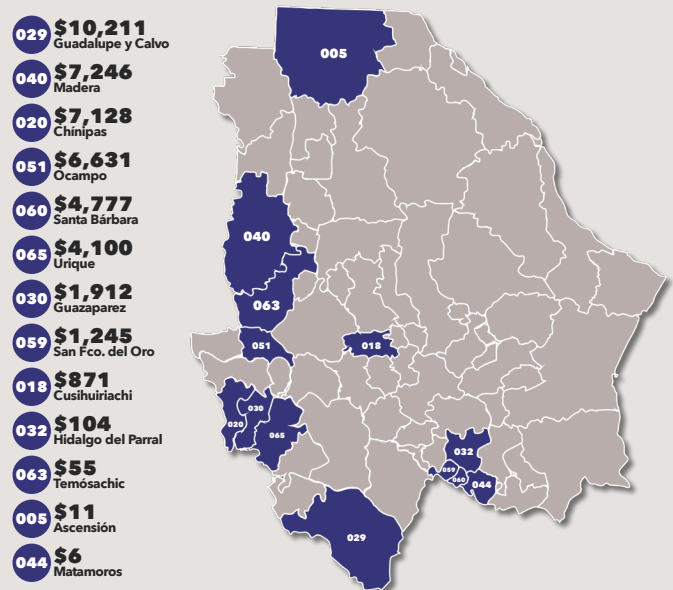 029 $10,211
Guadalupe y Calvo
040 $7,246
Madera
020 $7,128
Chínipas
051 $6,631
Ocampo
060 $4,777
Santa Bárbara
065 $4,100
Urique
030 $1,912
Guazaparez
059 $1,245
San Fco. del Oro
018 $871
Cusihuiriachi
032 $104
Hidalgo del Parral
063 $55
Temósachic
005 $11
Ascensión
044 $6
Matamoros
005
040
063
051
018
030
020
065
032
059
060
044
029